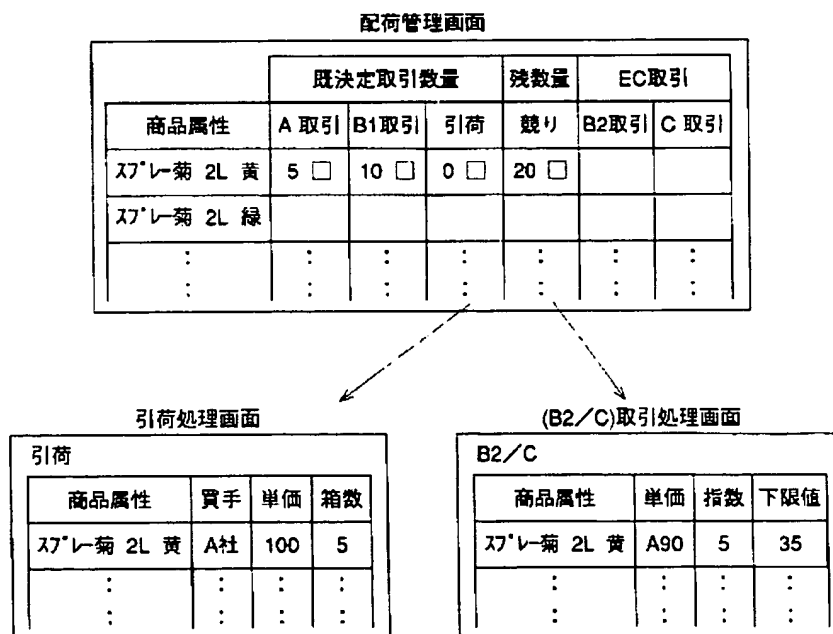 配荷管理画面
既決定取引数量 残数量 EC取引
商品属性 A 取引 B1取引 引荷 競り B2取引 C 取引
スプレー菊 2L 黄 5 □ 10 □ 0 □ 20 □
スプレー菊 2L 緑
: : : : : : :
: : : : : : :
引荷処理画面
引荷
商品属性 買手 単価 箱数
スプレー菊 2L 黄 A社 100 5
: : : :
: : : :
(B2/C)取引処理画面
B2/C
商品属性 単価 指数 下限値
スプレー菊 2L 黄 A90 5 35
: : : :
: : : :